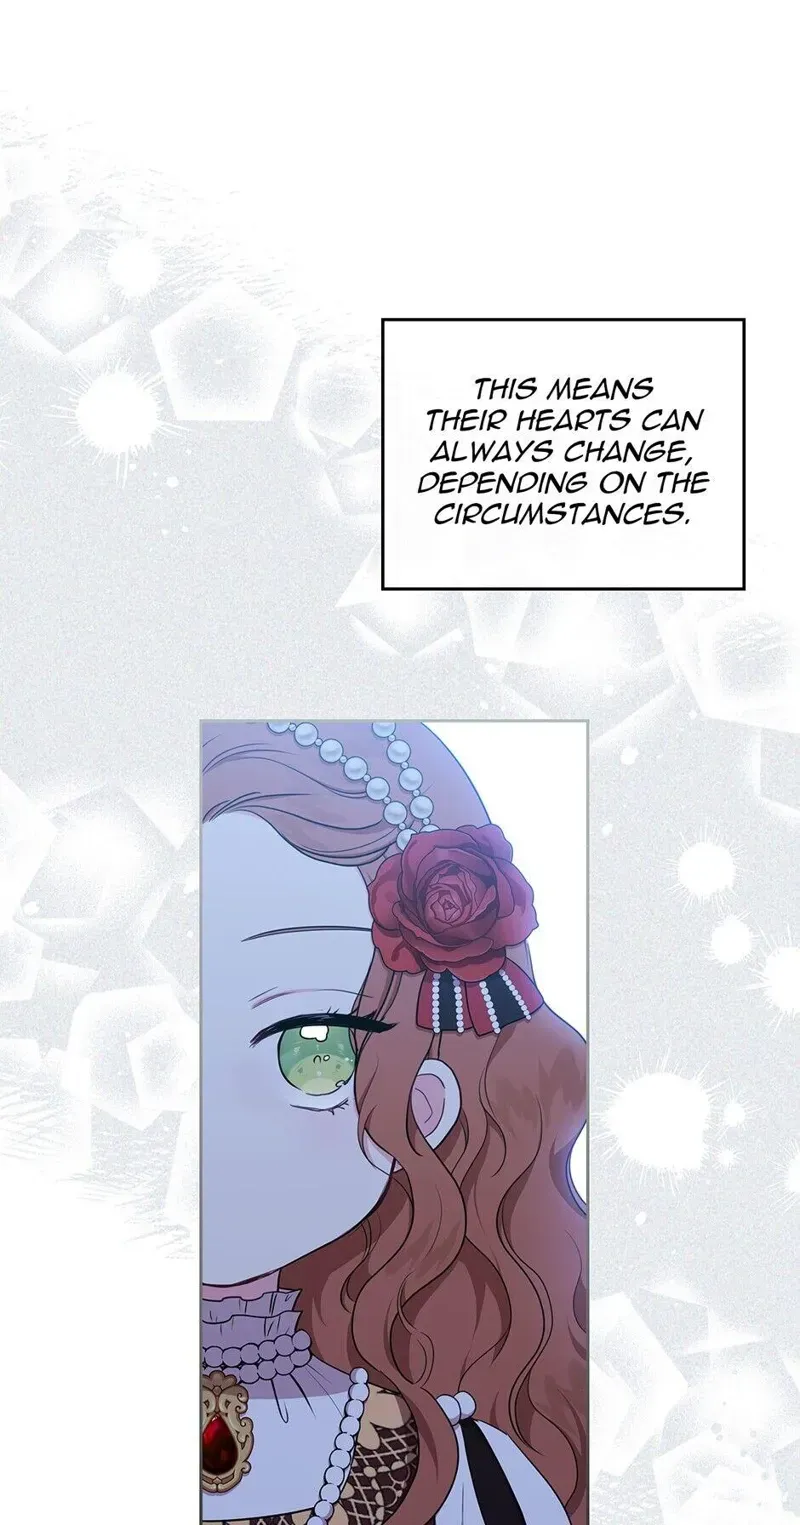 THIS MEANS
THEIR HEARTS CAN
ALWAYS CHANGE,
DEPENDING ON THE
CIRCUMSTANCES.